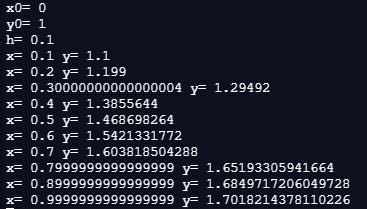 x0= 0
y0= 1
h= 0.1
x= 0.1 y= 1.1
x= 0.2 y= 1.199
x= 0.30000000000000004 y= 1.29492
x= 0.4 y= 1.3855644
x= 0.5 y= 1.468698264
x= 0.6 y= 1.5421331772
x= 0.7 y= 1.603818504288
x= 0.7999999999999999 y= 1.65193305941664
x= 0.8999999999999999 y= 1.6849717206049728
x= 0.9999999999999999 y= 1.7018214378110226